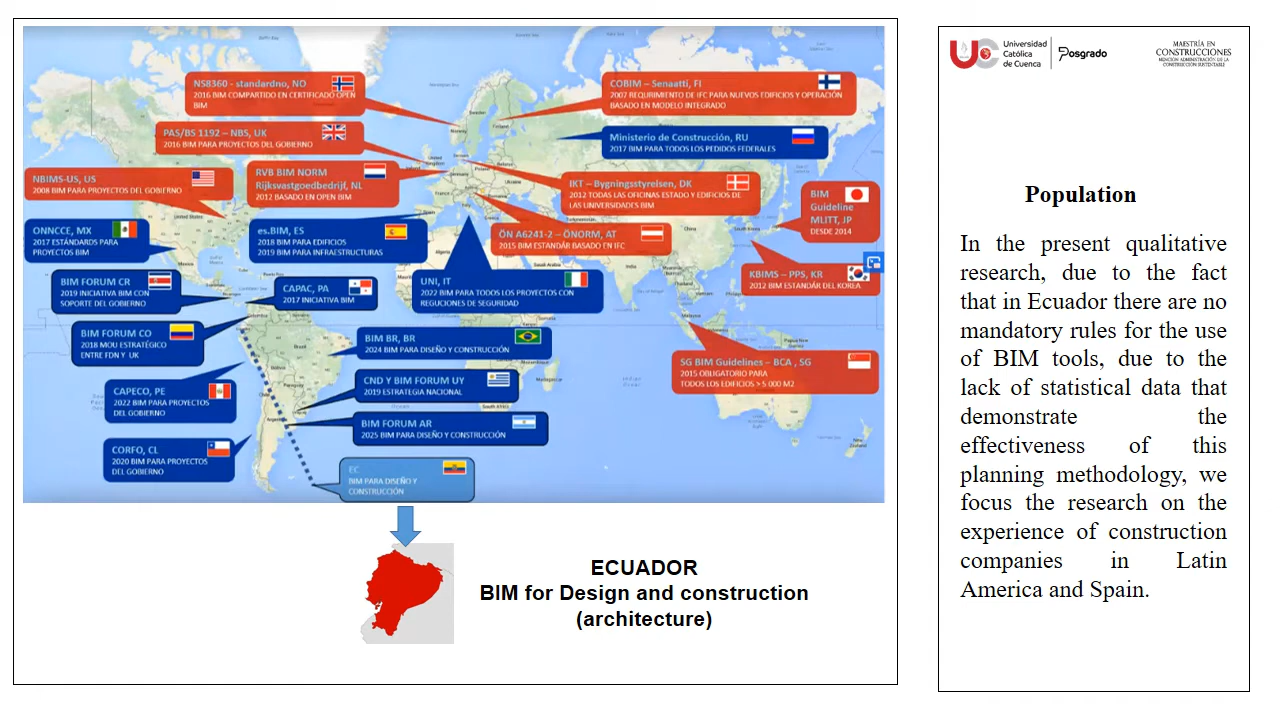 NS8360 - standardno, NO
2016 BIM COMPARTIDO EN CERTIFICADO OPEN
BIM
COBIM – Senaatti, FI
2007 REQURIMIENTO DE IFC PARA NUEVOS EDIFICIOS Y OPERACIÓN
BASADO EN MODELO INTEGRADO
PAS/BS 1192 – NBS, UK
2016 BIM PARA PROYECTOS DEL GOBIERNO
Ministerio de Construcción, RU
2017 BIM PARA TODOS LOS PEDIDOS FEDERALES
NBIMS-US, US
2008 BIM PARA PROYECTOS DEL GOBIERNO
RVB BIM NORM
Rijksvastgoedbedrijf, NL
2012 BASADO EN OPEN BIM
IKT – Bygningsstyrelsen, DK
2012 TODAS LAS OFICINAS ESTADO Y EDIFICIOS DE
LAS UNIVERSIDADES BIM
BIM
Guideline
MLITT, JP
DESDE 2014
ONNCCE, MX
2017 ESTÁNDARDS PARA
PROYECTOS BIM
es.BIM, ES
2018 BIM PARA EDIFICIOS
2019 BIM PARA INFRAESTRUCTURAS
ÖN A6241-2 – ÖNORM, AT
2015 BIM ESTANDÁR BASADO EN IFC
BIM FORUM CR
2019 INICIATIVA BIM CON
SOPORTE DEL GOBIERNO
CAPAC, PA
2017 INICIATIVA BIM
UNI, IT
2022 BIM PARA TODOS LOS PROYECTOS CON
REGUCIONES DE SEGURIDAD
KBIMS – PPS, KR
2012 BIM ESTANDÁR DEL KOREA
BIM FORUM CO
2018 MOU ESTRATÉGICO
ENTRE FDN Y UK
BIM BR, BR
2024 BIM PARA DISEÑO Y CONSTRUCCIÓN
SG BIM Guidelines – BCA , SG
2015 OBLIGATORIO PARA
TODOS LOS EDIFICIOS > 5 000 M2
CAPECO, PE
2022 BIM PARA PROYECTOS
DEL GOBIERNO
CND Y BIM FORUM UY
2019 ESTRATEGIA NACIONAL
BIM FORUM AR
2025 BIM PARA DISEÑO Y CONSTRUCCIÓN
CORFO, CL
2020 BIM PARA PROYECTOS
DEL GOBIERNO
EC
BIM PARA DISEÑO Y
CONSTRUCCIÓN
ECUADOR
BIM for Design and construction
(architecture)
UC
Universidad
Católica
de Cuenca
Posgrado
MAESTRÍA EN
CONSTRUCCIONES
MENCIÓN ADMINISTRACIÓN DE LA
CONSTRUCCIÓN SUSTENTABLE
Population
In the present qualitative
research, due to the fact
that in Ecuador there are no
mandatory rules for the use
of BIM tools, due to the
lack of statistical data that
demonstrate the
effectiveness of this
planning methodology, we
focus the research on the
experience of construction
companies in Latin
America and Spain.